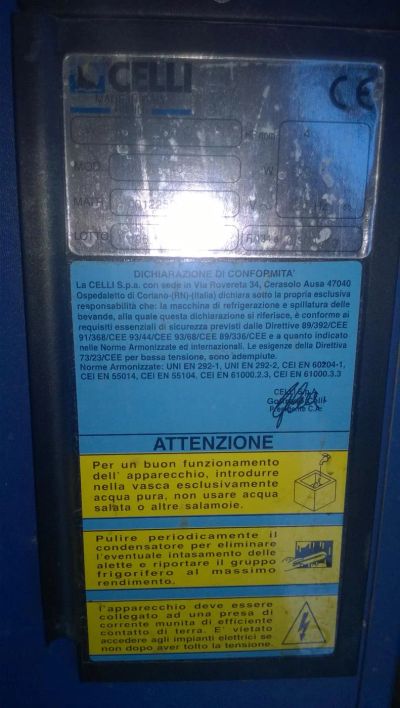 CELLI
CE
MOD.
W
MATR.
LOTTO
R134a
DICHIARAZIONE DI CONFORMITA'
La CELLI S.p.a. con sede in Via Rovereta 34, Cerasolo Ausa 47040
Ospedaletto di Coriano-(RN)-(Italia) dichiara sotto la propria esclusiva
responsabilità che: la macchina di refrigerazione e spillatura delle
bevande, alla quale questa dichiarazione si riferisce, è conforme ai
requisiti essenziali di sicurezza previsti dalle Direttive 89/392/CEE
91/368/CEE 93/44/CEE 93/68/CEE 89/336/CEE e a quanto indicato
nelle Norme Armonizzate ed internazionali. Le esigenze della Direttiva
73/23/CEE per bassa tensione, sono adempiute.
Norme Armonizzate: UNI EN 292-1, UNI EN 292-2, CEI EN 60204-1,
CEI EN 55014, CEI EN 55104, CEI EN 61000.2.3, CEI EN 61000.3.3
CELLI S.p.a.
Celli
Presidente
ATTENZIONE
Per un buon funzionamento
dell'apparecchio, introdurre
nella vasca esclusivamente
acqua pura, non usare acqua
salata o altre salamoie.
Pulire periodicamente il
condensatore per eliminare
l'eventuale intasamento delle
alette e riportare il gruppo
frigorifero al massimo
rendimento.
l'apparecchio deve essere
collegato ad una presa di
corrente munita di efficiente
contatto di terra. E' vietato
accedere agli impianti elettrici se
non dopo aver tolto la tensione.